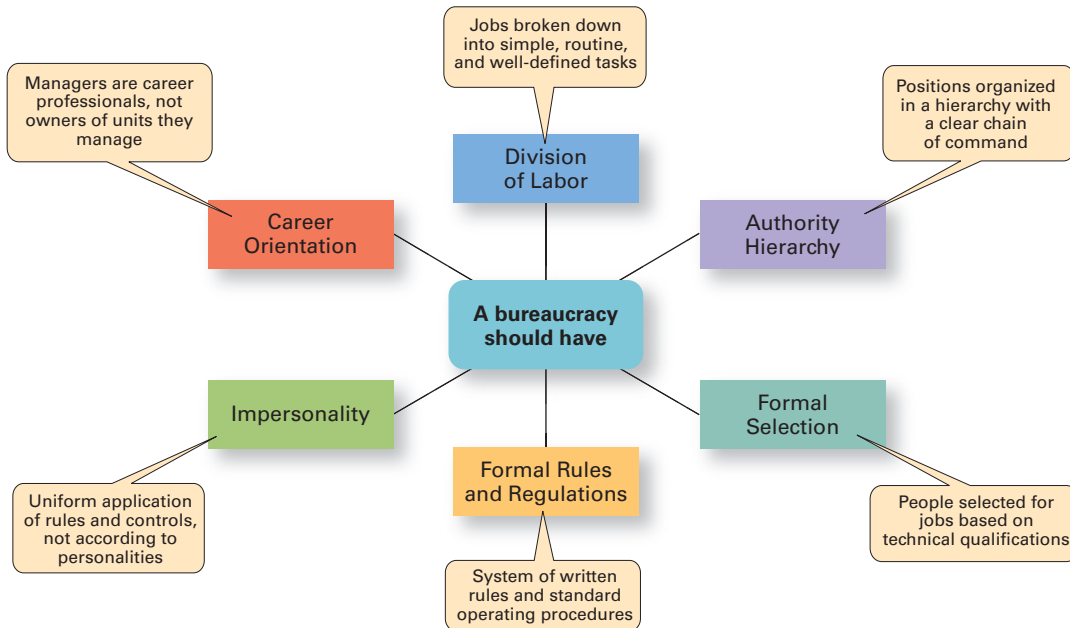 Jobs broken down
into simple, routine,
and well-defined tasks
Managers are career
professionals, not
owners of units they
manage
Positions organized
in a hierarchy with
a clear chain
of command
Division
of Labor
Career
Orientation
Authority
Hierarchy
A bureaucracy
should have
Impersonality
Formal
Selection
Formal Rules
and Regulations
Uniform application
of rules and controls,
not according to
personalities
People selected for
jobs based on
technical qualifications
System of written
rules and standard
operating procedures